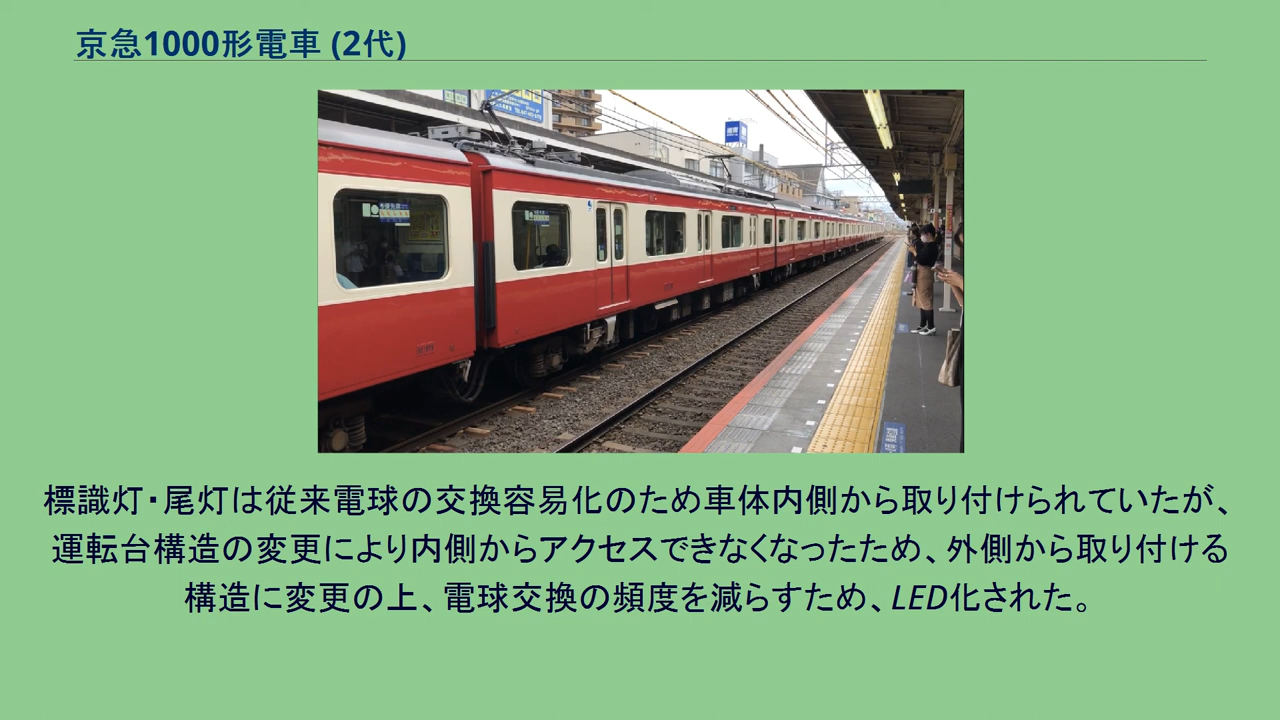 京急1000形電車 (2代)
標識灯・尾灯は従来電球の交換容易化のため車体内側から取り付けられていたが、
運転台構造の変更により内側からアクセスできなくなったため、外側から取り付ける
構造に変更の上、電球交換の頻度を減らすため、LED化された。